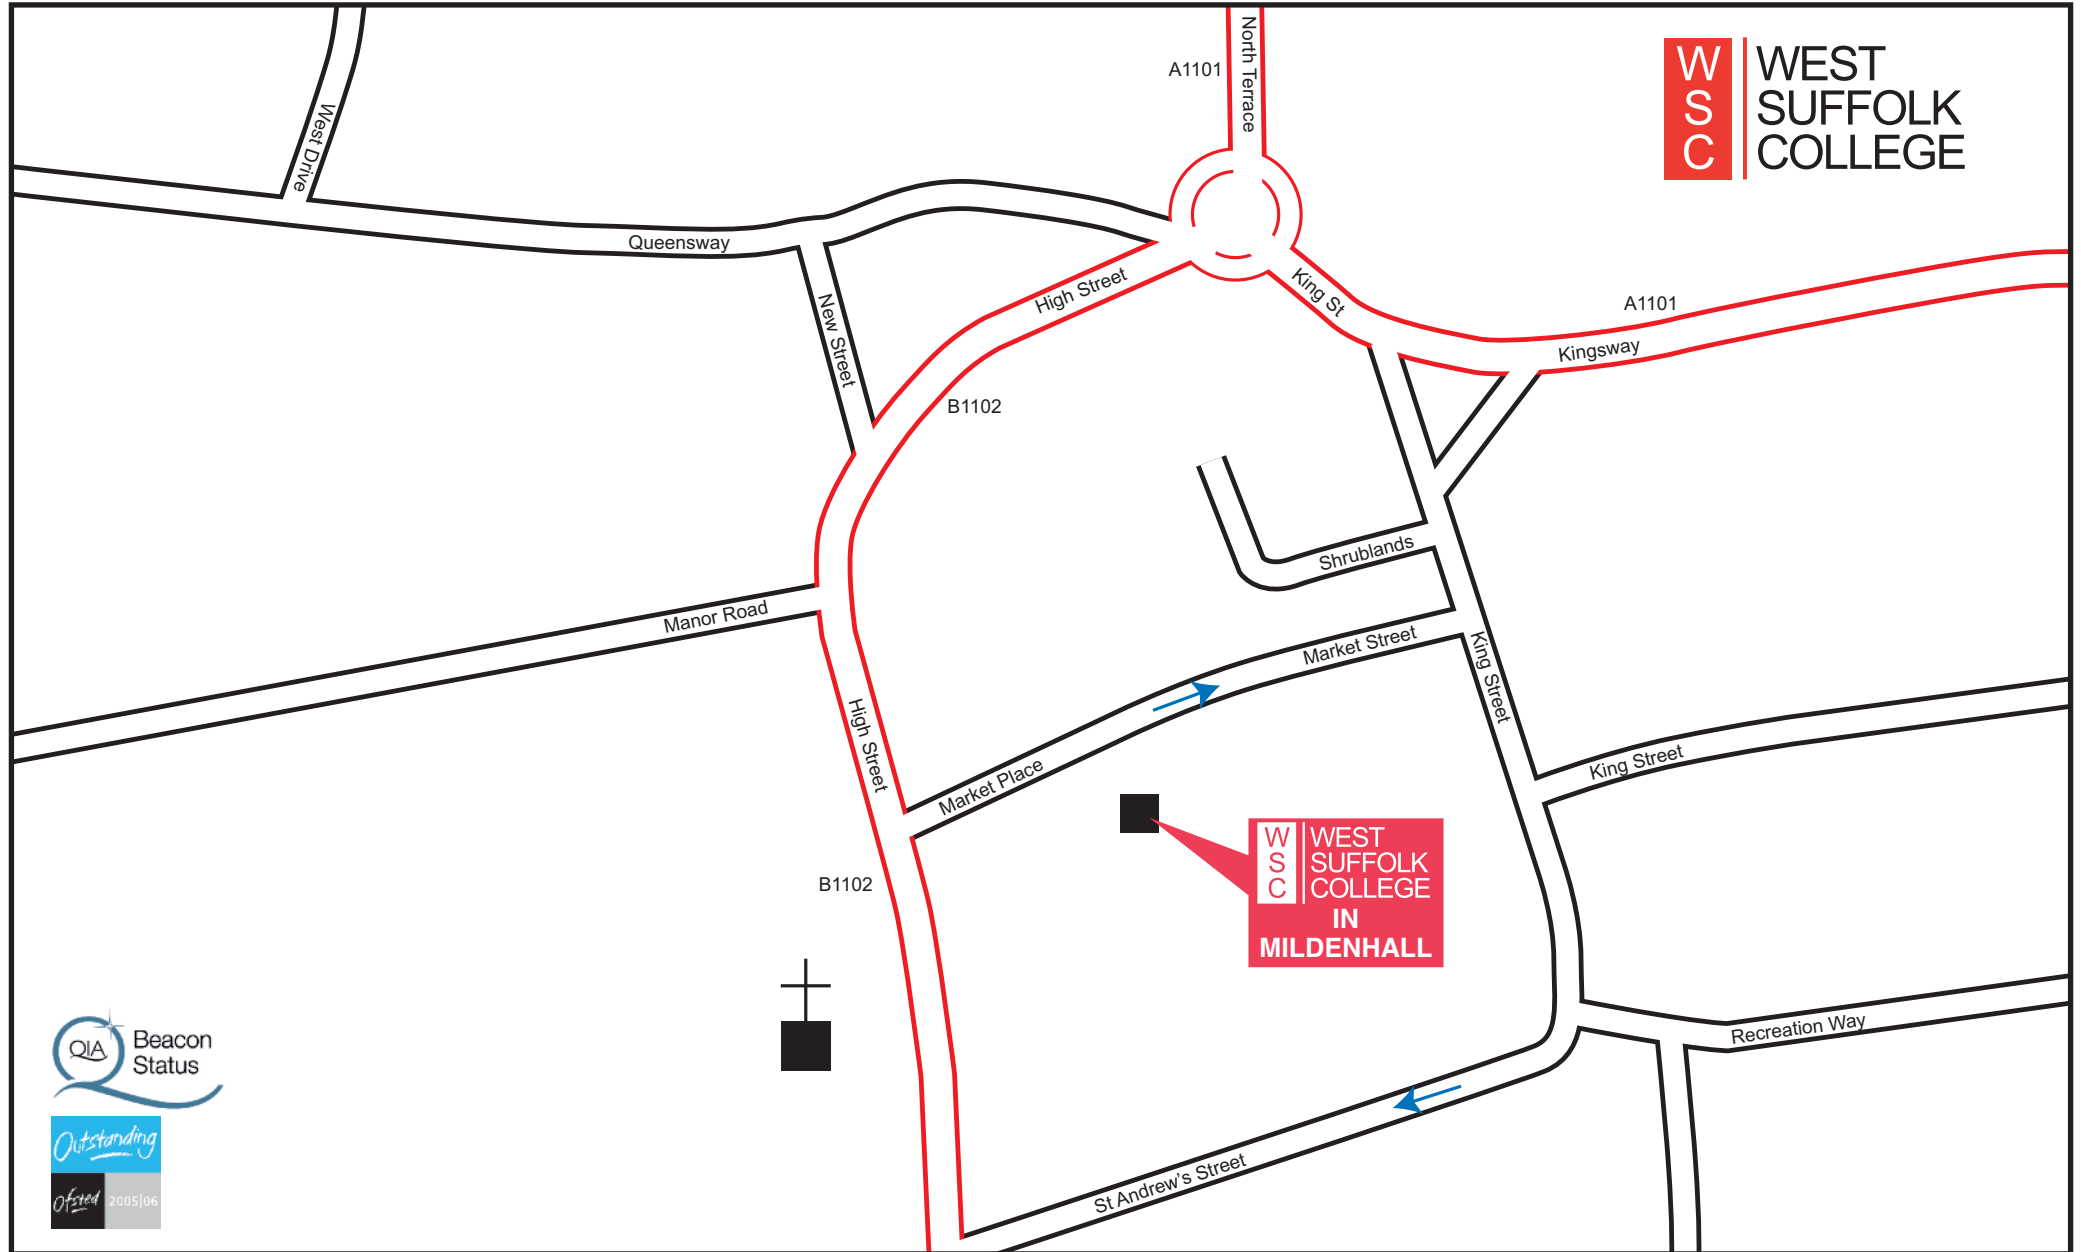 North Terrace
A1101
W
S
C
WEST
SUFFOLK
COLLEGE
West Drive
Queensway
High Street
King St
A1101
Kingsway
New Street
B1102
Shrublands
Manor Road
Market Street
King Street
High Street
Market Place
King Street
W
S
C
WEST
SUFFOLK
COLLEGE
IN
MILDENHALL
B1102
Recreation Way
QIA
Beacon
Status
Outstanding
Ofsted
2005|06
St Andrew's Street